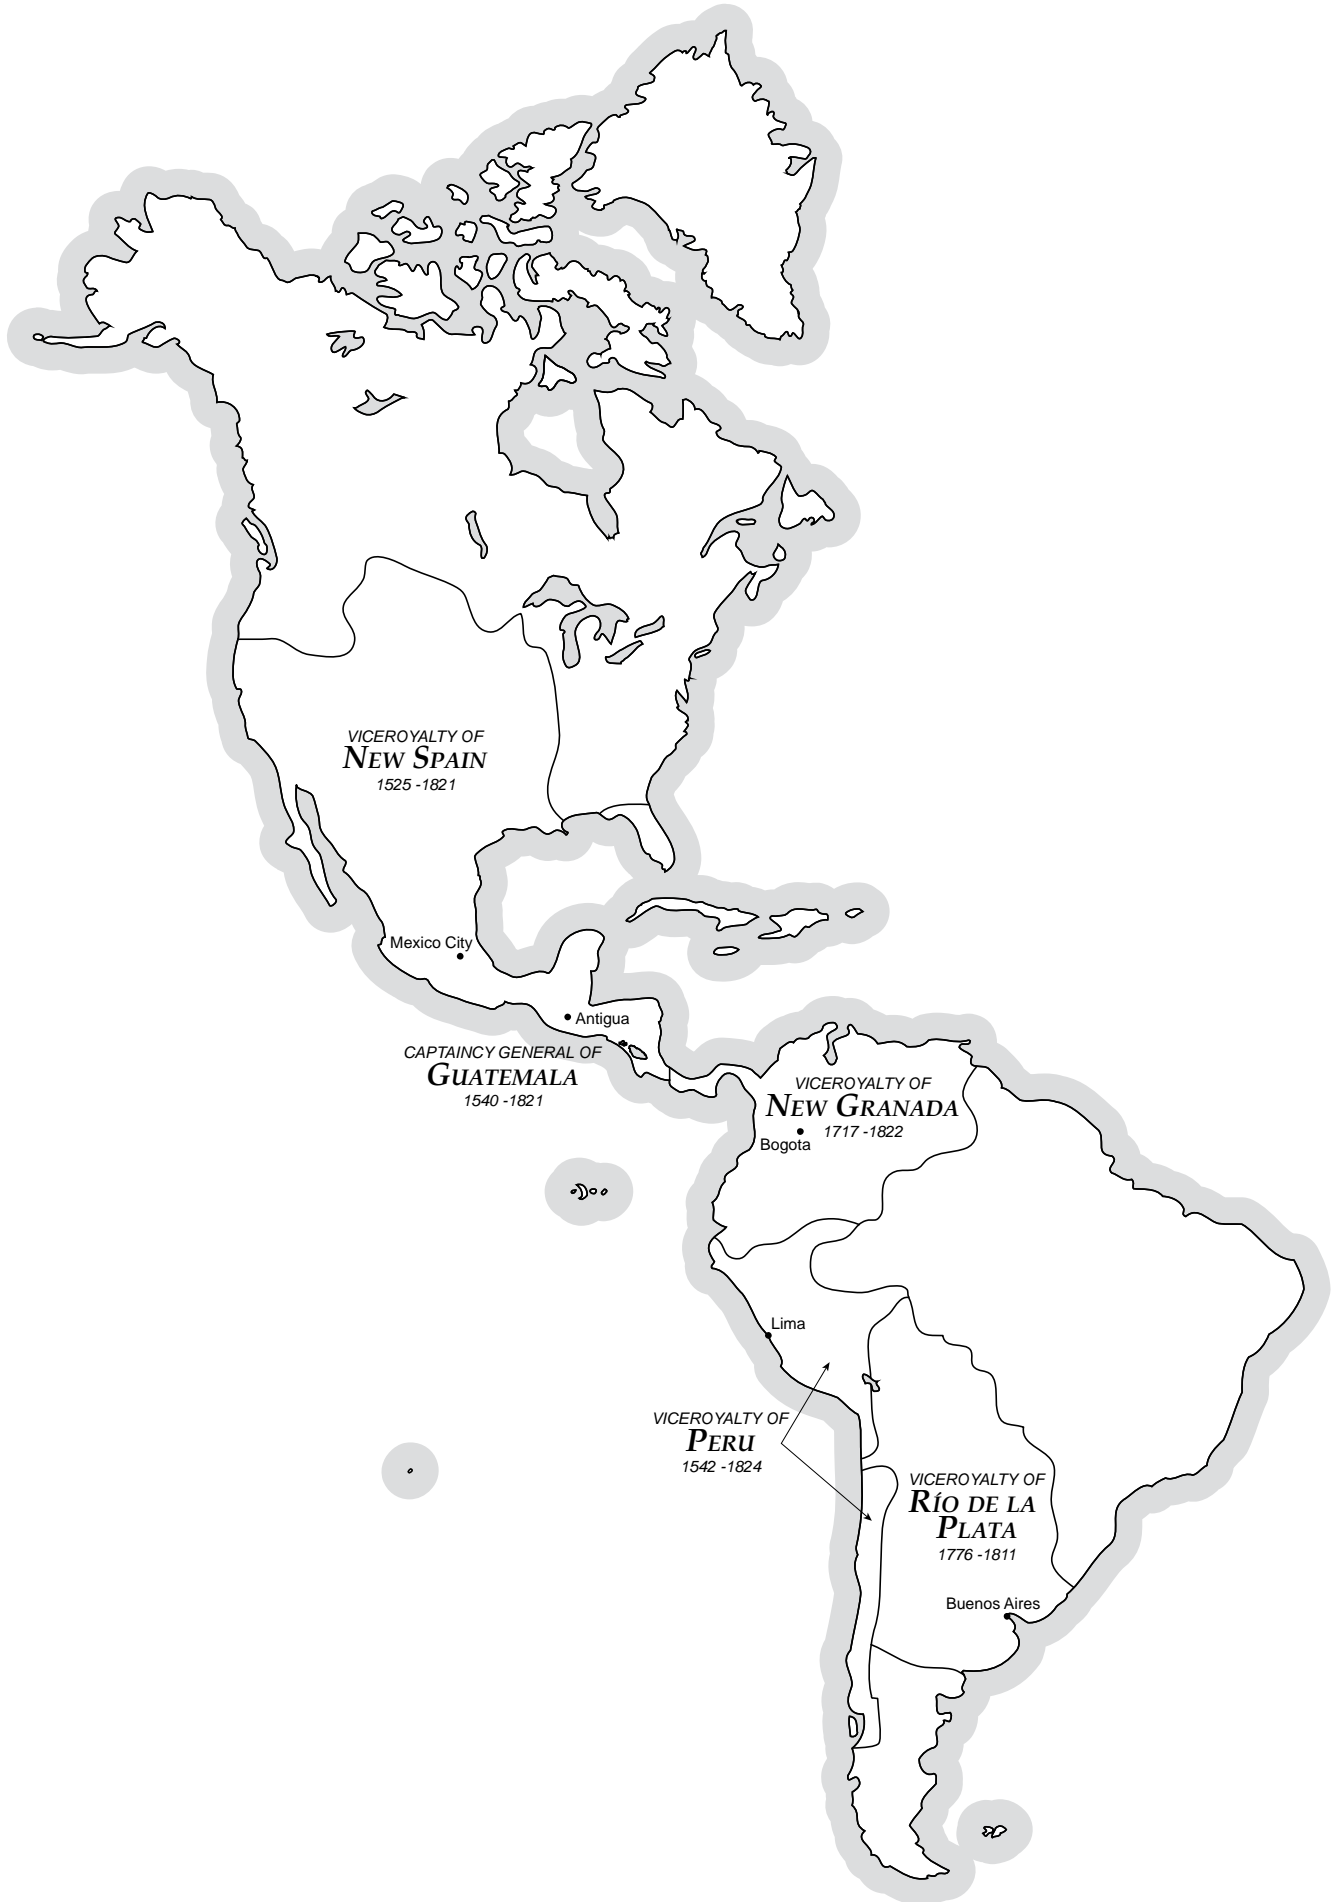 VICEROYALTY OF
NEW SPAIN
1525 -1821
Mexico City
Antigua
CAPTAINCY GENERAL OF
GUATEMALA
1540 -1821
VICEROYALTY OF
NEW GRANADA
1717 -1822
Bogota
Lima
VICEROYALTY OF
PERU
1542 -1824
VICEROYALTY OF
RÍO DE LA
PLATA
1776 -1811
Buenos Aires